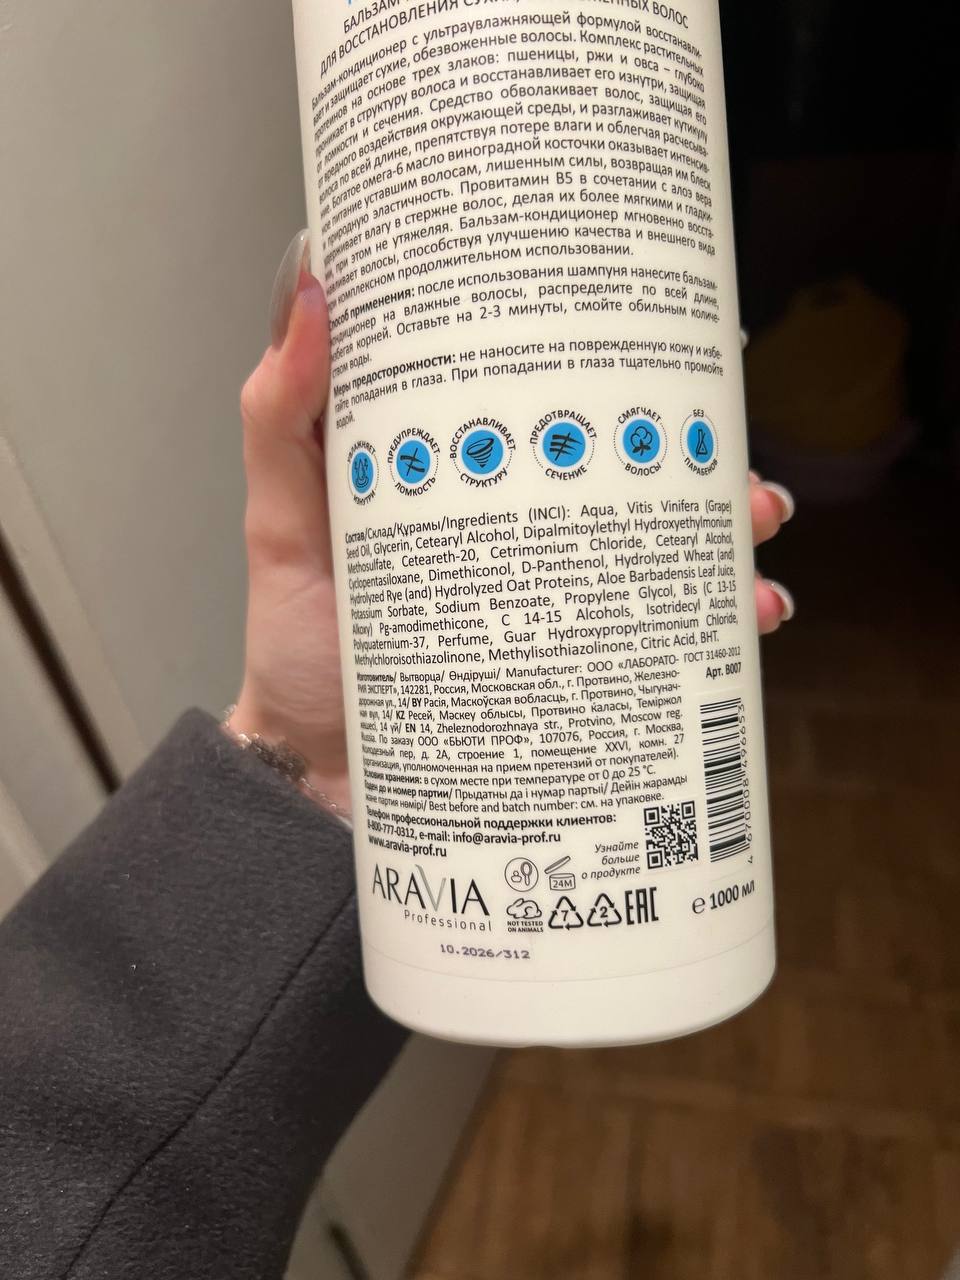 БАЛЬЗАМ
ДЛЯ ВОССТАНОВЛЕНИЯ ВОЛОС
Бальзам-кондиционер с ультраувлажняющей формулой восстанавли-
вает и защищает сухие, обезвоженные волосы. Комплекс растительных
протеинов на основе трех злаков: пшеницы, ржи и овса – глубоко
проникает в структуру волоса и восстанавливает его изнутри, защищая
от ломкости и сечения. Средство обволакивает волос, защищая его
от вредного воздействия окружающей среды, и разглаживает кутикулу
волоса по всей длине, препятствуя потере влаги и облегчая расчесыва-
ние. Богатое омега-6 масло виноградной косточки оказывает интенсив-
ное питание уставшим волосам, лишенным силы, возвращая им блеск
и природную эластичность. Провитамин B5 в сочетании с алоэ вера
удерживает влагу в стержне волос, делая их более мягкими и гладки-
ми, при этом не утяжеляя. Бальзам-кондиционер мгновенно восста-
навливает волосы, способствуя улучшению качества и внешнего вида
при комплексном продолжительном использовании.
Способ применения: после использования шампуня нанесите бальзам-
кондиционер на влажные волосы, распределите по всей длине,
избегая корней. Оставьте на 2-3 минуты, смойте обильным количе-
ством воды.
Меры предосторожности: не наносите на поврежденную кожу и избе-
гайте попадания в глаза. При попадании в глаза тщательно промойте
водой.
УВЛАЖНЯЕТ ИЗНУТРИ
ПРЕДУПРЕЖДАЕТ ЛОМКОСТЬ
ВОССТАНАВЛИВАЕТ СТРУКТУРУ
ПРЕДОТВРАЩАЕТ СЕЧЕНИЕ
СМЯГЧАЕТ ВОЛОСЫ
БЕЗ ПАРАБЕНОВ
Состав/Склад/Құрамы/Ingredients (INCI): Aqua, Vitis Vinifera (Grape)
Seed Oil, Glycerin, Cetearyl Alcohol, Dipalmitoylethyl Hydroxyethylmonium
Methosulfate, Ceteareth-20, Cetrimonium Chloride, Cetearyl Alcohol,
Cyclopentasiloxane, Dimethiconol, D-Panthenol, Hydrolyzed Wheat (and)
Hydrolyzed Rye (and) Hydrolyzed Oat Proteins, Aloe Barbadensis Leaf Juice,
Potassium Sorbate, Sodium Benzoate, Propylene Glycol, Bis (C 13-15
Alkoxy) Pg-amodimethicone, C 14-15 Alcohols, Isotridecyl Alcohol,
Polyquaternium-37, Perfume, Guar Hydroxypropyltrimonium Chloride,
Methylchloroisothiazolinone, Methylisothiazolinone, Citric Acid, BHT.
Изготовитель/ Вытворца/ Өндіруші/ Manufacturer: ООО «ЛАБОРАТО-
РИЯ ЭКСПЕРТ», 142281, Россия, Московская обл., г. Протвино, Железно-
дорожная ул., 14/ BY Расія, Маскоўская вобласць, г. Протвино, Чыгунач-
ная вул, 14/ KZ Ресей, Мәскеу облысы, Протвино қаласы, Теміржол
көшесі, 14 үй/ EN 14, Zheleznodorozhnaya str., Protvino, Moscow reg.
Russia. По заказу ООО «БЬЮТИ ПРОФ», 107076, Россия, г. Москва,
Колодезный пер, д. 2А, строение 1, помещение XXVI, комн. 27
(организация, уполномоченная на прием претензий от покупателей).
Условия хранения: в сухом месте при температуре от 0 до 25 °C.
Годен до и номер партии/ Прыдатны да і нумар партыі/ Дейін жарамды
және партия нөмірі/ Best before and batch number: см. на упаковке.
Телефон профессиональной поддержки клиентов:
8-800-777-0312, e-mail: info@aravia-prof.ru
www.aravia-prof.ru
ГОСТ 31460-2012
Арт. В007
4 670008 496653
Узнайте
больше
о продукте
ARAVIA
Professional
24M
NOT TESTED
ON ANIMALS
7
2
EAC
e 1000 мл
10.2026/312